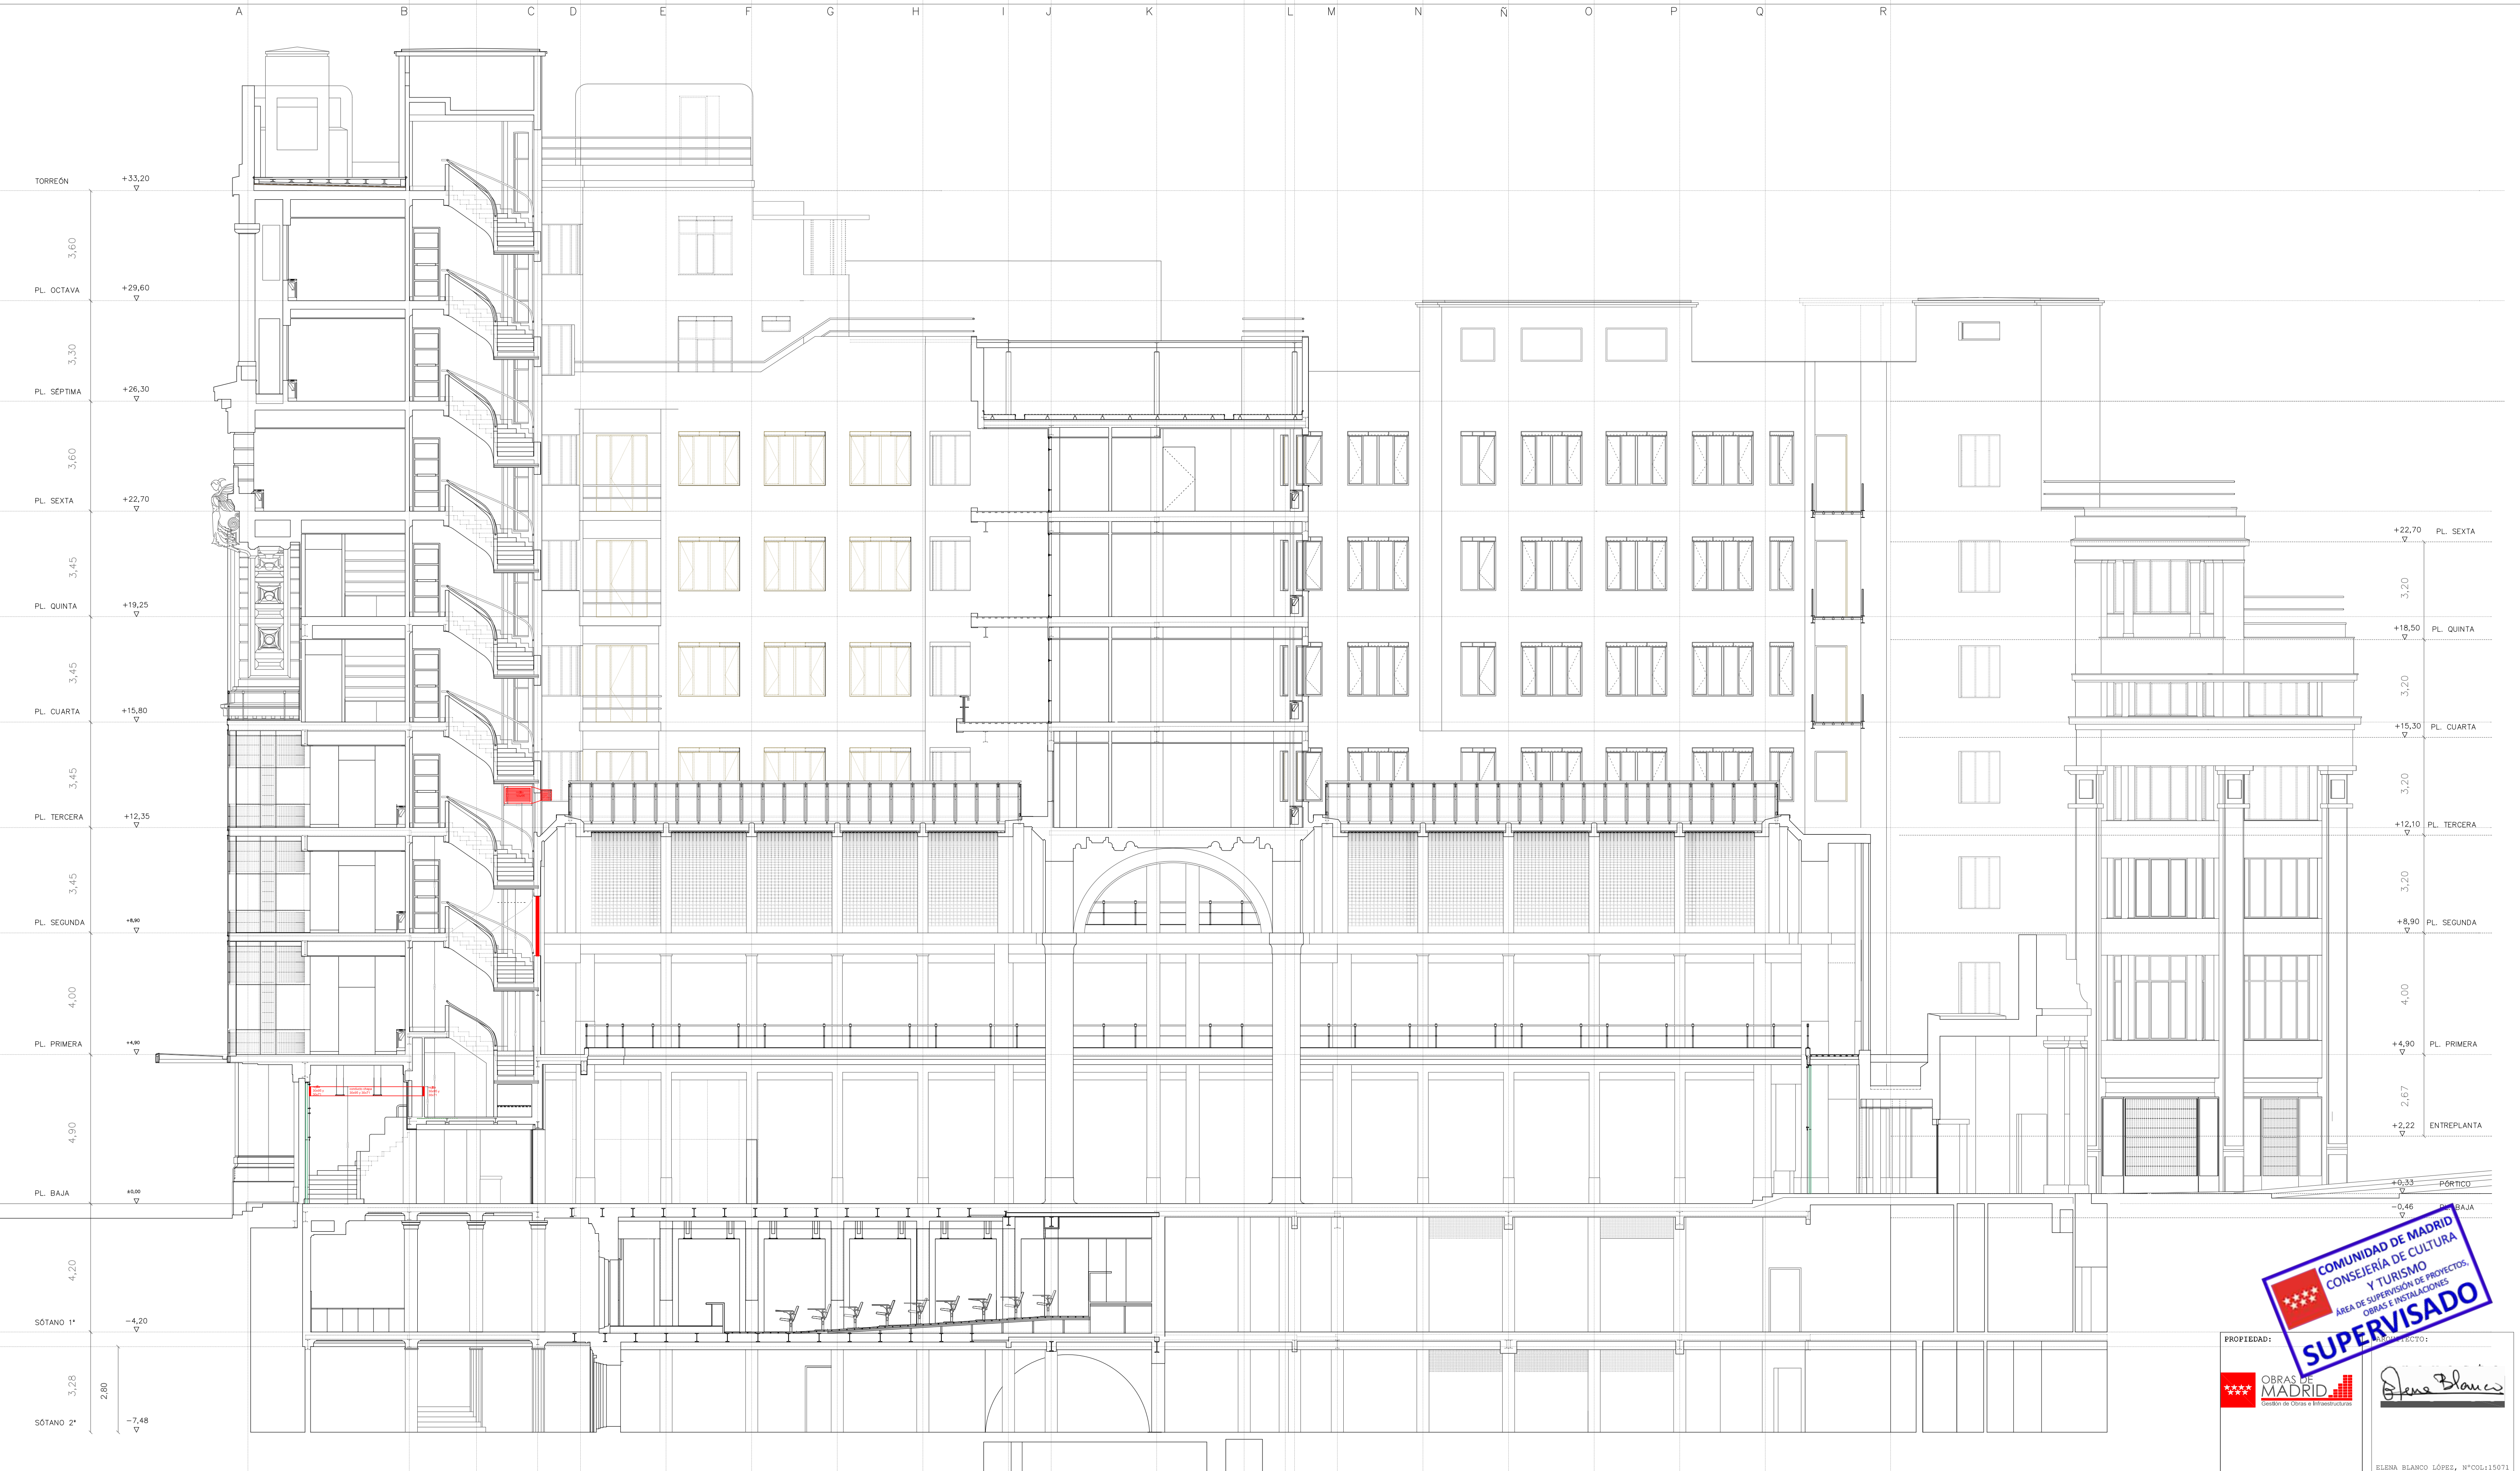 A B C D E F G H I J K L M N Ñ O P Q R
TORREÓN +33,20
3,60
PL. OCTAVA +29,60
3,30
PL. SÉPTIMA +26,30
3,60
PL. SEXTA +22,70
3,45
PL. QUINTA +19,25
3,45
PL. CUARTA +15,80
3,45
PL. TERCERA +12,35
3,45
PL. SEGUNDA +8,90
4,00
PL. PRIMERA +4,90
4,90
PL. BAJA ±0,00
4,20
SÓTANO 1º -4,20
3,28
2,80
SÓTANO 2º -7,48
+22,70 PL. SEXTA
3,20
+18,50 PL. QUINTA
3,20
+15,30 PL. CUARTA
3,20
+12,10 PL. TERCERA
3,20
+8,90 PL. SEGUNDA
4,00
+4,90 PL. PRIMERA
2,67
+2,22 ENTREPLANTA
+0,33 PÓRTICO
-0,46 PL. BAJA
COMUNIDAD DE MADRID
CONSEJERÍA DE CULTURA
Y TURISMO
ÁREA DE SUPERVISIÓN DE PROYECTOS,
OBRAS E INSTALACIONES
SUPERVISADO
PROPIEDAD:
OBRAS DE
MADRID
Gestión de Obras e Infraestructuras
ARQUITECTO:
Elena Blanco
ELENA BLANCO LÓPEZ, NºCOL:15071